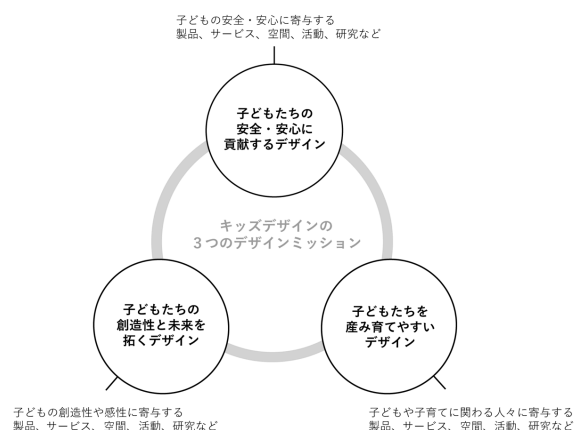 子どもの安全・安心に寄与する
製品、サービス、空間、活動、研究など
子どもたちの
安全・安心に
貢献するデザイン
キッズデザインの
3つのデザインミッション
子どもたちの
創造性と未来を
拓くデザイン
子どもたちを
産み育てやすい
デザイン
子どもの創造性や感性に寄与する
製品、サービス、空間、活動、研究など
子どもや子育てに関わる人々に寄与する
製品、サービス、空間、活動、研究など